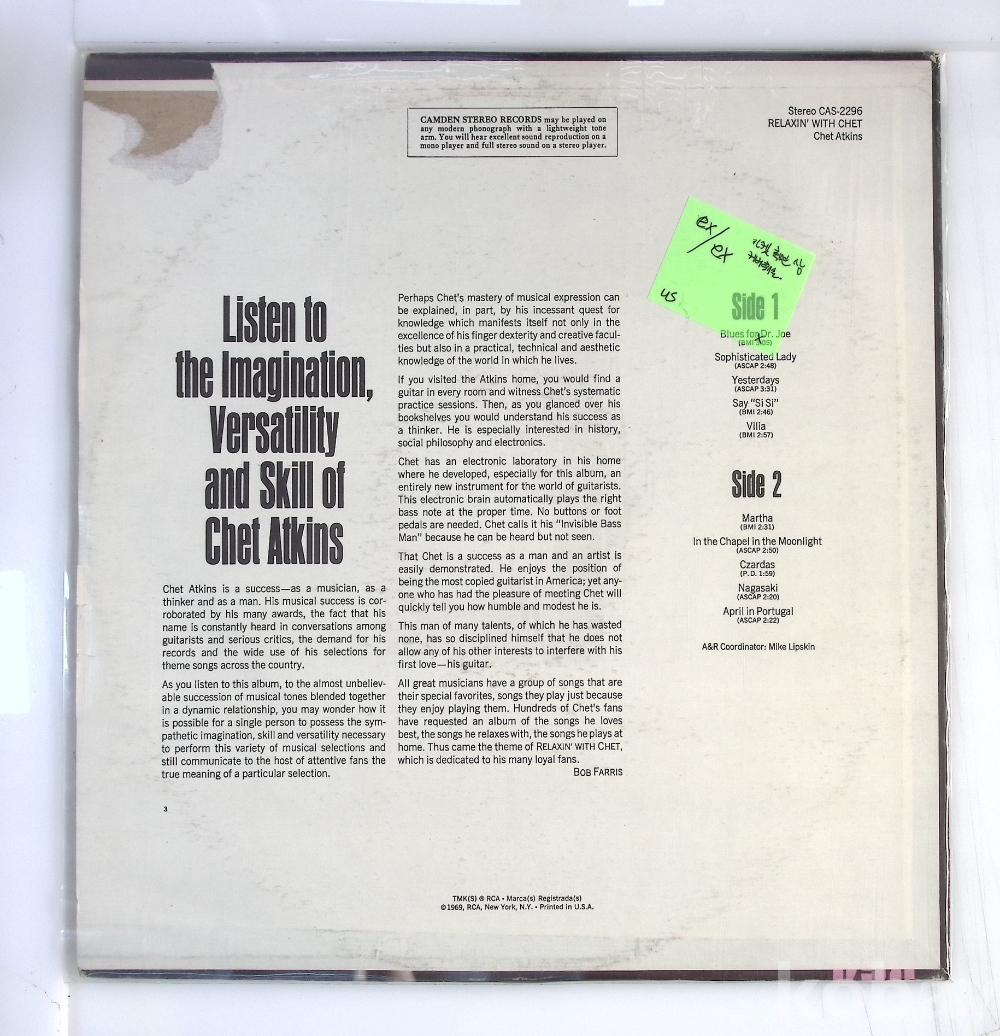 CAMDEN STEREO RECORDS may be played on
any modern phonograph with a lightweight tone
arm. You will hear excellent sound reproduction on a
mono player and full stereo sound on a stereo player.
Stereo CAS-2296
RELAXIN' WITH CHET
Chet Atkins
ex/
ex
us
Listen to
the Imagination,
Versatility
and Skill of
Chet Atkins
Chet Atkins is a success—as a musician, as a
thinker and as a man. His musical success is cor-
roborated by his many awards, the fact that his
name is constantly heard in conversations among
guitarists and serious critics, the demand for his
records and the wide use of his selections for
theme songs across the country.
As you listen to this album, to the almost unbeliev-
able succession of musical tones blended together
in a dynamic relationship, you may wonder how it
is possible for a single person to possess the sym-
pathetic imagination, skill and versatility necessary
to perform this variety of musical selections and
still communicate to the host of attentive fans the
true meaning of a particular selection.
3
Perhaps Chet's mastery of musical expression can
be explained, in part, by his incessant quest for
knowledge which manifests itself not only in the
excellence of his finger dexterity and creative facul-
ties but also in a practical, technical and aesthetic
knowledge of the world in which he lives.
If you visited the Atkins home, you would find a
guitar in every room and witness Chet's systematic
practice sessions. Then, as you glanced over his
bookshelves you would understand his success as
a thinker. He is especially interested in history,
social philosophy and electronics.
Chet has an electronic laboratory in his home
where he developed, especially for this album, an
entirely new instrument for the world of guitarists.
This electronic brain automatically plays the right
bass note at the proper time. No buttons or foot
pedals are needed. Chet calls it his "Invisible Bass
Man" because he can be heard but not seen.
That Chet is a success as a man and an artist is
easily demonstrated. He enjoys the position of
being the most copied guitarist in America; yet any-
one who has had the pleasure of meeting Chet will
quickly tell you how humble and modest he is.
This man of many talents, of which he has wasted
none, has so disciplined himself that he does not
allow any of his other interests to interfere with his
first love—his guitar.
All great musicians have a group of songs that are
their special favorites, songs they play just because
they enjoy playing them. Hundreds of Chet's fans
have requested an album of the songs he loves
best, the songs he relaxes with, the songs he plays at
home. Thus came the theme of RELAXIN' WITH CHET,
which is dedicated to his many loyal fans.
BOB FARRIS
Side 1
Blues for Dr. Joe
(BMI 3:05)
Sophisticated Lady
(ASCAP 2:48)
Yesterdays
(ASCAP 3:31)
Say "Si Si"
(BMI 2:46)
Vilia
(BMI 2:57)
Side 2
Martha
(BMI 2:31)
In the Chapel in the Moonlight
(ASCAP 2:50)
Czardas
(P.D. 1:59)
Nagasaki
(ASCAP 2:20)
April in Portugal
(ASCAP 2:22)
A&R Coordinator: Mike Lipskin
TMK(S) ® RCA • Marca(s) Registrada(s)
©1969, RCA, New York, N.Y. • Printed in U.S.A.